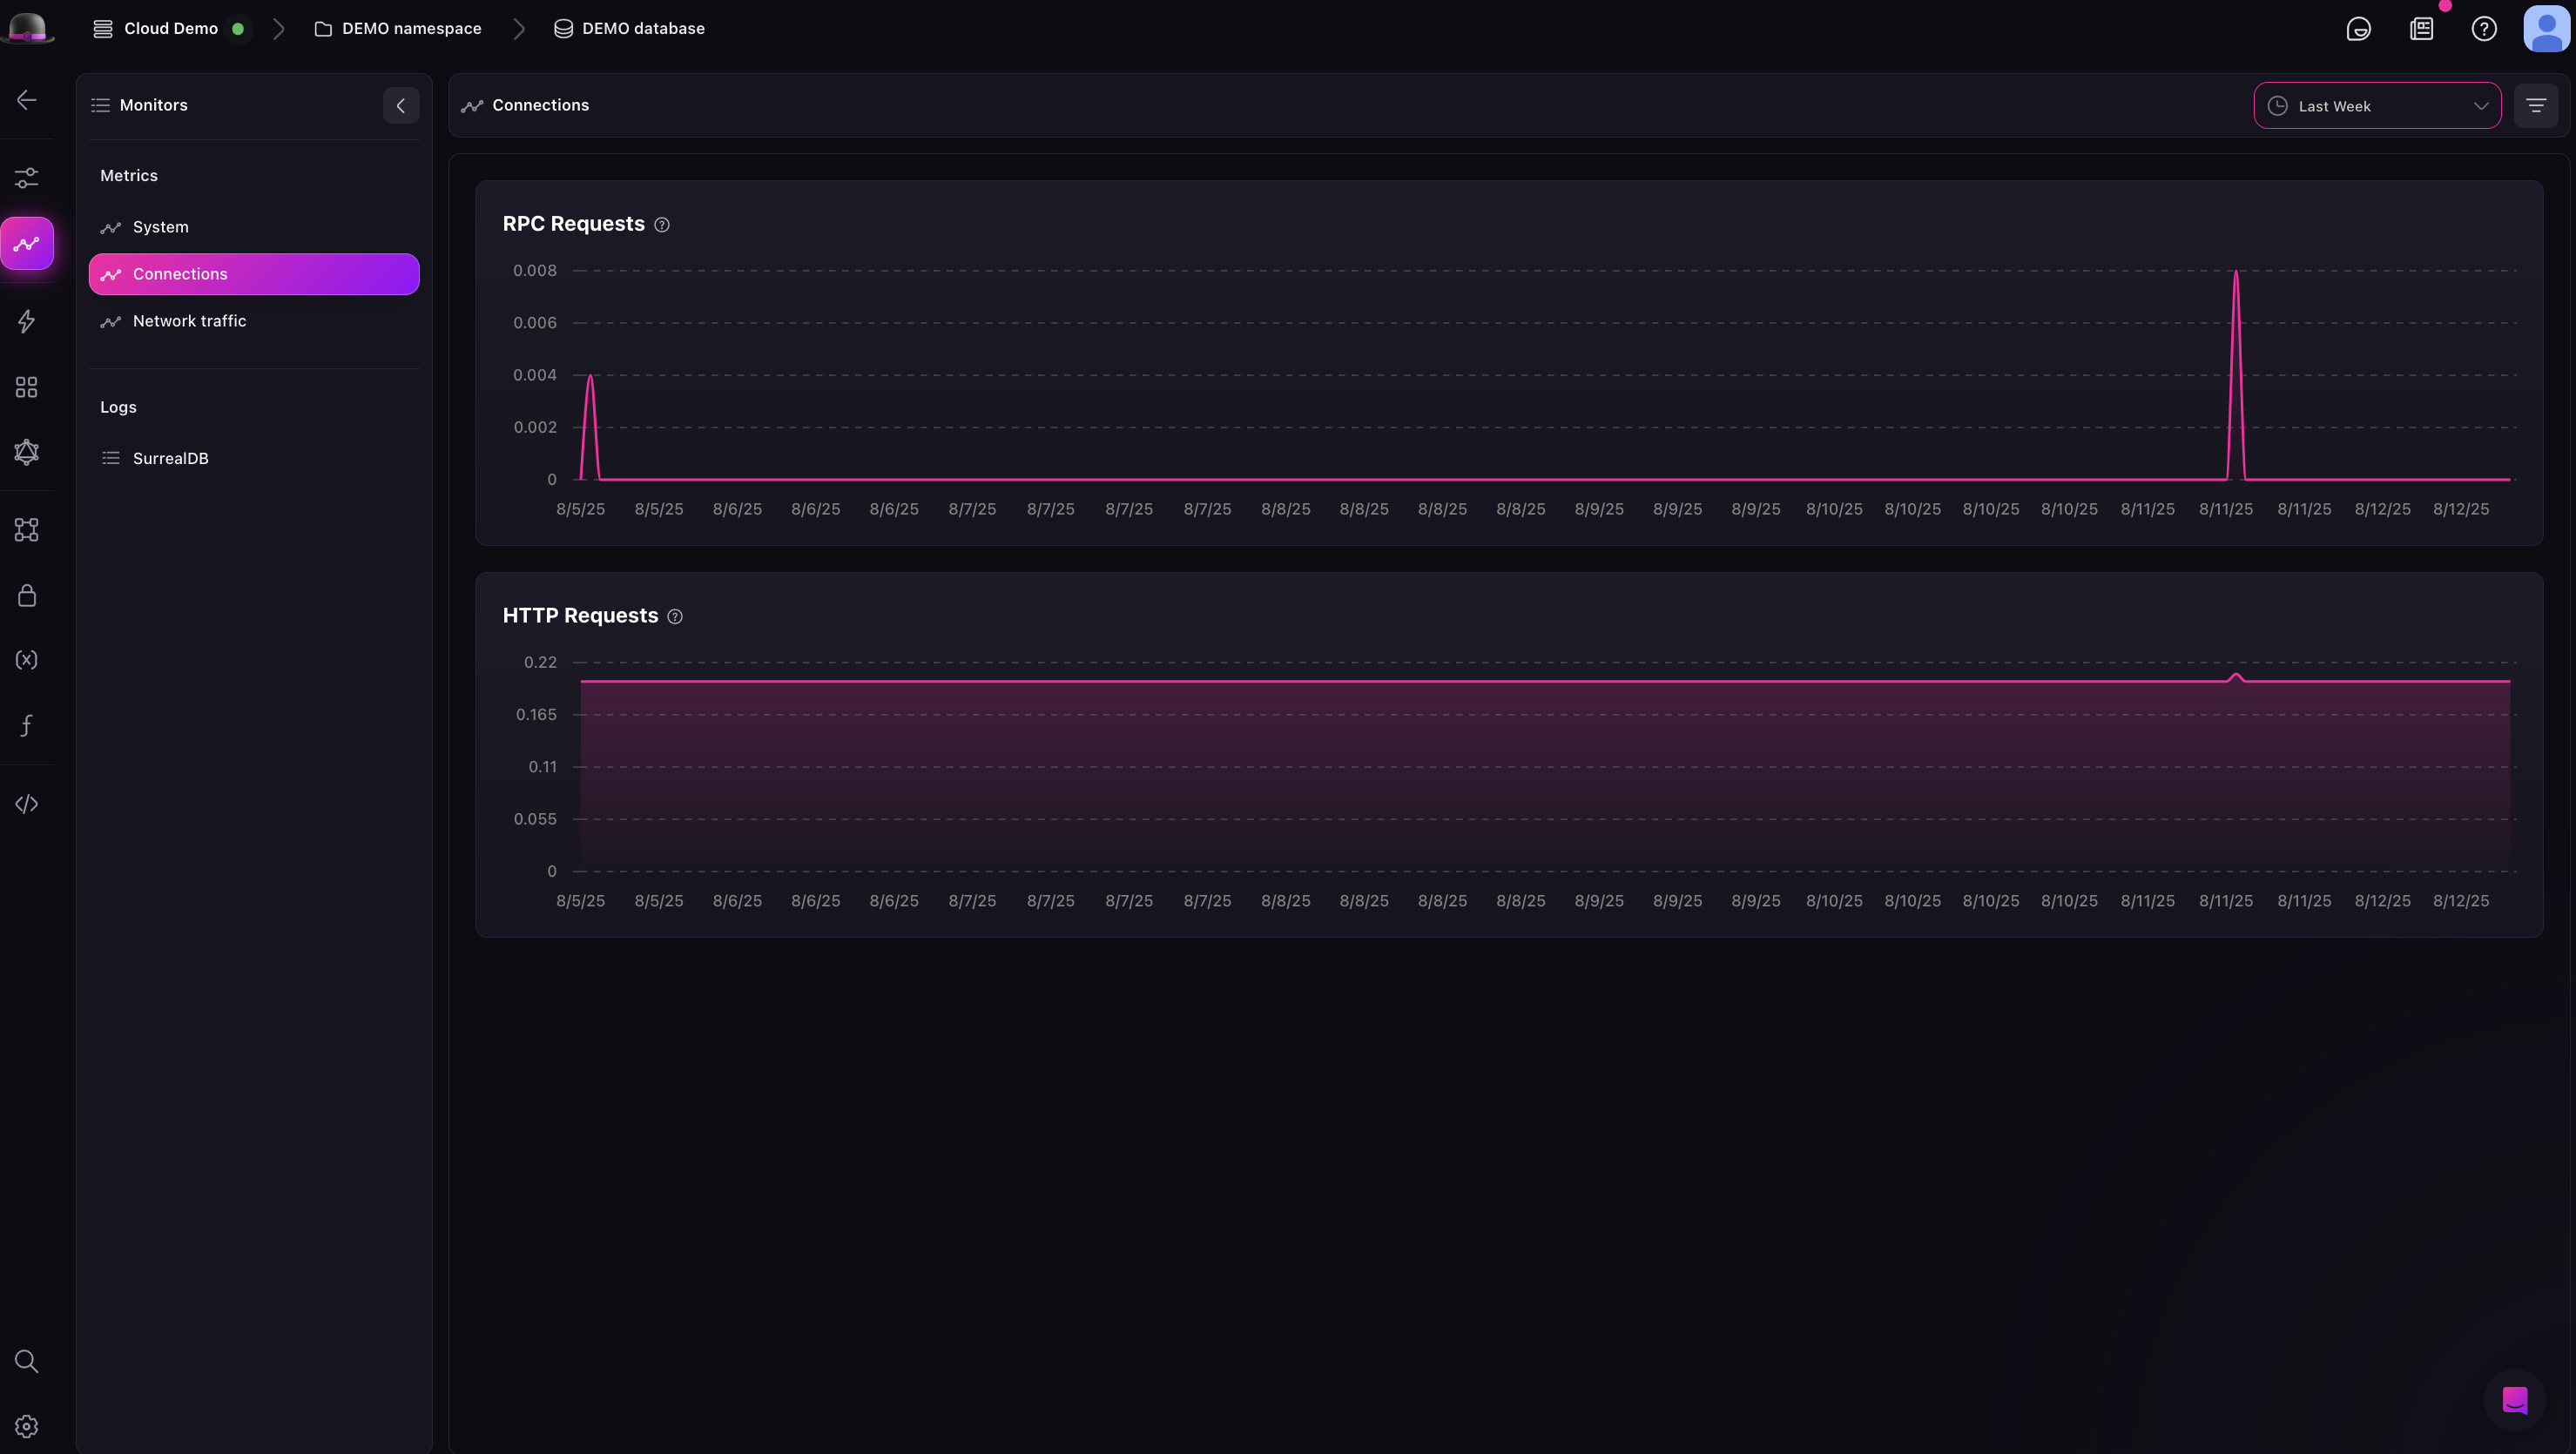 Cloud Demo
DEMO namespace
DEMO database
Monitors
Metrics
System
Connections
Network traffic
Logs
SurrealDB
Connections
Last Week
RPC Requests
0.008
0.006
0.004
0.002
0
8/5/25 8/5/25 8/6/25 8/6/25 8/6/25 8/7/25 8/7/25 8/7/25 8/7/25 8/8/25 8/8/25 8/8/25 8/8/25 8/9/25 8/9/25 8/9/25 8/10/25 8/10/25 8/10/25 8/10/25 8/11/25 8/11/25 8/11/25 8/12/25 8/12/25
HTTP Requests
0.22
0.165
0.11
0.055
0
8/5/25 8/5/25 8/6/25 8/6/25 8/6/25 8/7/25 8/7/25 8/7/25 8/7/25 8/8/25 8/8/25 8/8/25 8/8/25 8/9/25 8/9/25 8/9/25 8/10/25 8/10/25 8/10/25 8/10/25 8/11/25 8/11/25 8/11/25 8/12/25 8/12/25